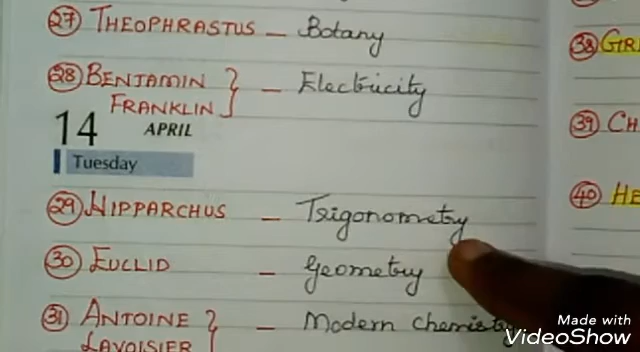 27 THEOPHRASTUS - Botany
28 BENJAMIN FRANKLIN } - Electricity
14 APRIL
Tuesday
29 HIPPARCHUS - Trigonometry
30 EUCLID - Geometry
31 ANTOINE LAVOISIER } - Modern
38
39
40
Made with
VideoShow